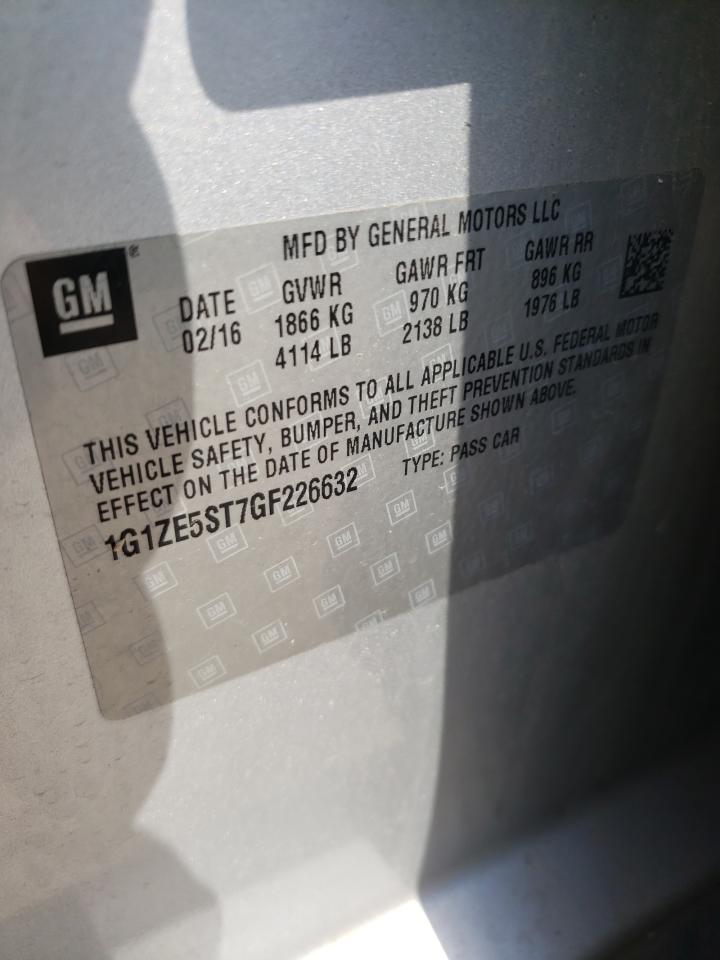 GM®
MFD BY GENERAL MOTORS LLC
DATE GVWR GAWR FRT GAWR RR
02/16 1866 KG 970 KG 896 KG
4114 LB 2138 LB 1976 LB
THIS VEHICLE CONFORMS TO ALL APPLICABLE U.S. FEDERAL MOTOR
VEHICLE SAFETY, BUMPER, AND THEFT PREVENTION STANDARDS IN
EFFECT ON THE DATE OF MANUFACTURE SHOWN ABOVE.
1G1ZE5ST7GF226632 TYPE: PASS CAR